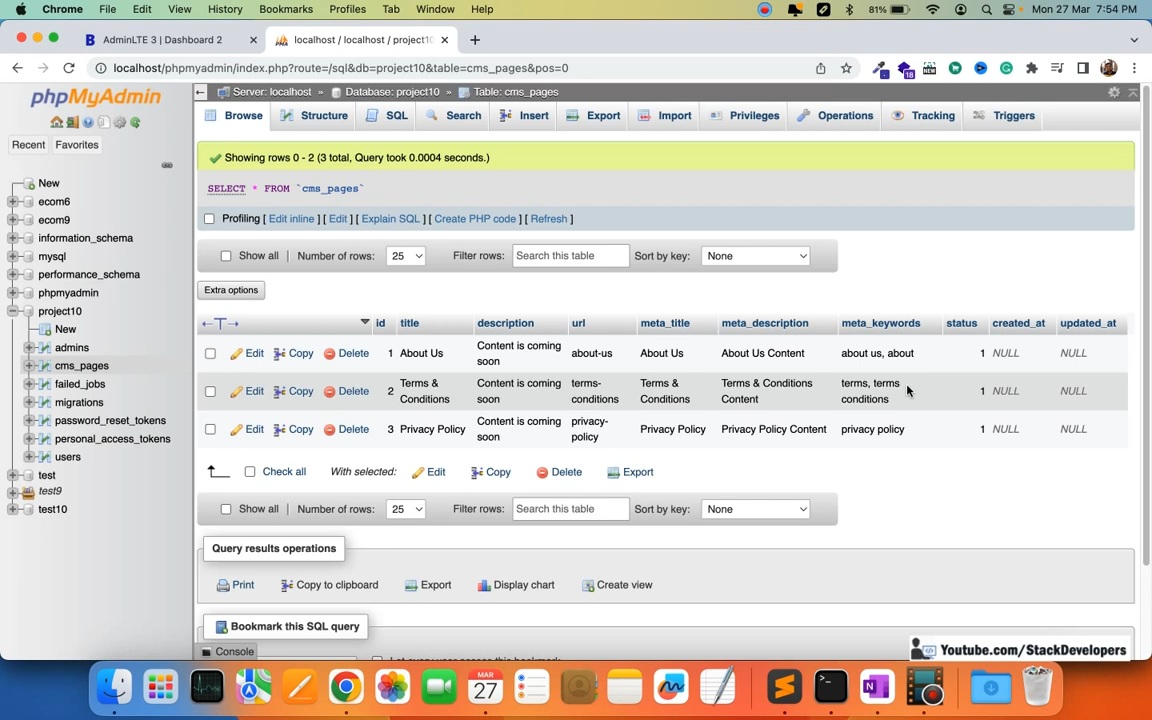 Chrome File Edit View History Bookmarks Profiles Tab Window Help 81% Mon 27 Mar 7:54 PM
AdminLTE 3 | Dashboard 2
localhost / localhost / project10
localhost/phpmyadmin/index.php?route=/sql&db=project10&table=cms_pages&pos=0
phpMyAdmin
Recent Favorites
New
ecom6
ecom9
information_schema
mysql
performance_schema
phpmyadmin
project10
New
admins
cms_pages
failed_jobs
migrations
password_reset_tokens
personal_access_tokens
users
test
test9
test10
Server: localhost » Database: project10 » Table: cms_pages
Browse Structure SQL Search Insert Export Import Privileges Operations Tracking Triggers
Showing rows 0 - 2 (3 total, Query took 0.0004 seconds.)
SELECT * FROM `cms_pages`
Profiling [ Edit inline ] [ Edit ] [ Explain SQL ] [ Create PHP code ] [ Refresh ]
Show all | Number of rows: 25 Filter rows: Search this table Sort by key: None
Extra options
id title description url meta_title meta_description meta_keywords status created_at updated_at
Edit Copy Delete 1 About Us Content is coming soon about-us About Us About Us Content about us, about 1 NULL NULL
Edit Copy Delete 2 Terms & Conditions Content is coming soon terms-conditions Terms & Conditions Terms & Conditions Content terms, terms conditions 1 NULL NULL
Edit Copy Delete 3 Privacy Policy Content is coming soon privacy-policy Privacy Policy Privacy Policy Content privacy policy 1 NULL NULL
Check all With selected: Edit Copy Delete Export
Show all | Number of rows: 25 Filter rows: Search this table Sort by key: None
Query results operations
Print Copy to clipboard Export Display chart Create view
Bookmark this SQL query
Console
Youtube.com/StackDevelopers
MAR
27